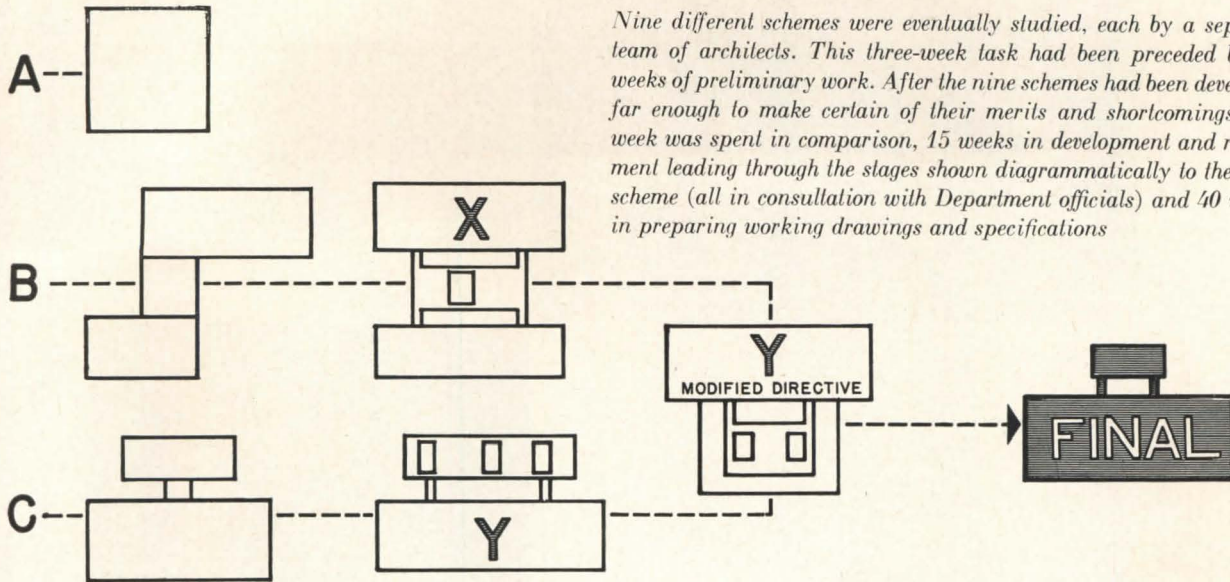 Nine different schemes were eventually studied, each by a
team of architects. This three-week task had been preceded
weeks of preliminary work. After the nine schemes had been
far enough to make certain of their merits and shortcomings
week was spent in comparison, 15 weeks in development and
ment leading through the stages shown diagrammatically to the
scheme (all in consultation with Department officials) and 40
in preparing working drawings and specifications
A
B
X
Y
MODIFIED DIRECTIVE
FINAL
C
Y